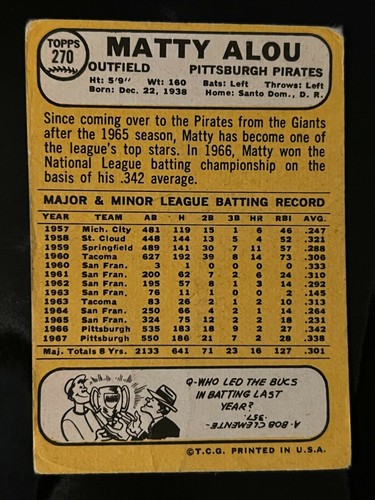 TOPPS
270
MATTY ALOU
OUTFIELD PITTSBURGH PIRATES
Ht: 5'9" Wt: 160 Bats: Left Throws: Left
Born: Dec. 22, 1938 Home: Santo Dom., D. R.
Since coming over to the Pirates from the Giants
after the 1965 season, Matty has become one of
the league's top stars. In 1966, Matty won the
National League batting championship on the
basis of his .342 average.
MAJOR & MINOR LEAGUE BATTING RECORD
YEAR TEAM AB H 2B 3B HR RBI AVG.
1957 Mich. City 481 119 15 1 6 46 .247
1958 St. Cloud 448 144 13 5 4 52 .321
1959 Springfield 489 141 30 7 11 57 .288
1960 Tacoma 627 192 39 8 14 73 .306
1960 San Fran. 3 1 0 0 0 0 .333
1961 San Fran. 200 62 7 2 6 24 .310
1962 San Fran. 195 57 8 1 3 14 .292
1963 San Fran. 76 11 1 0 0 2 .145
1963 Tacoma 83 26 2 1 2 10 .313
1964 San Fran. 250 66 4 2 1 14 .264
1965 San Fran. 324 75 12 2 2 18 .231
1966 Pittsburgh 535 183 18 9 2 27 .342
1967 Pittsburgh 550 186 21 7 2 28 .338
Maj. Totals 8 Yrs. 2133 641 71 23 16 127 .301
Q-WHO LED THE BUCS
IN BATTING LAST
YEAR?
A-BOB CLEMENTE-
.357.
©T.C.G. PRINTED IN U.S.A.